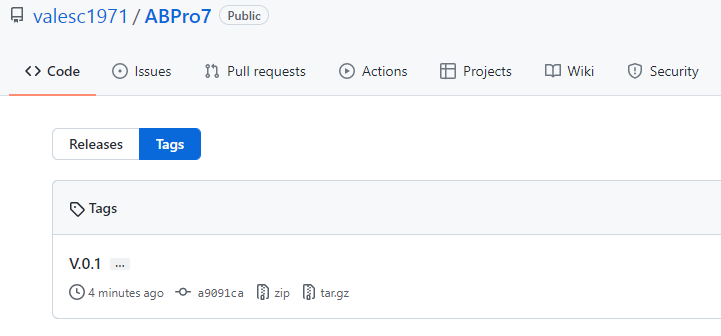 valesc1971 / ABPro7 Public
Code Issues Pull requests Actions Projects Wiki Security
Releases Tags
Tags
V.0.1 ...
4 minutes ago a9091ca zip tar.gz